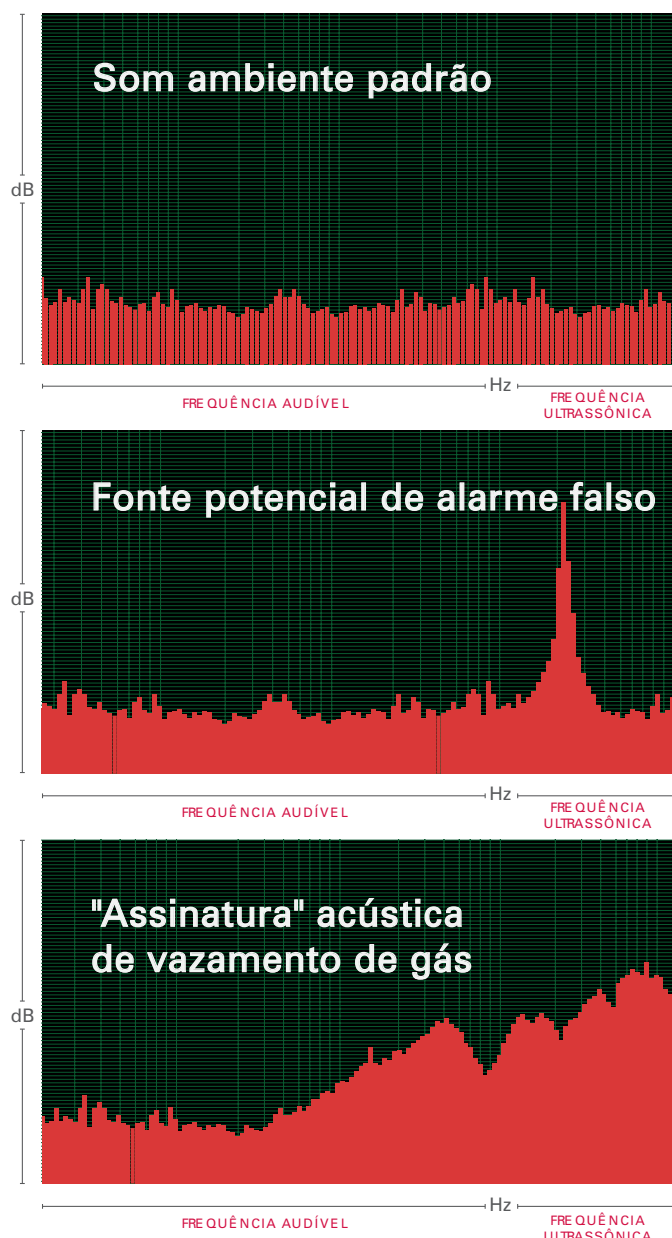 Som ambiente padrão
dB
Hz
FREQUÊNCIA AUDÍVEL
FREQUÊNCIA
ULTRASSÔNICA
Fonte potencial de alarme falso
dB
Hz
FREQUÊNCIA AUDÍVEL
FREQUÊNCIA
ULTRASSÔNICA
"Assinatura" acústica
de vazamento de gás
dB
Hz
FREQUÊNCIA AUDÍVEL
FREQUÊNCIA
ULTRASSÔNICA